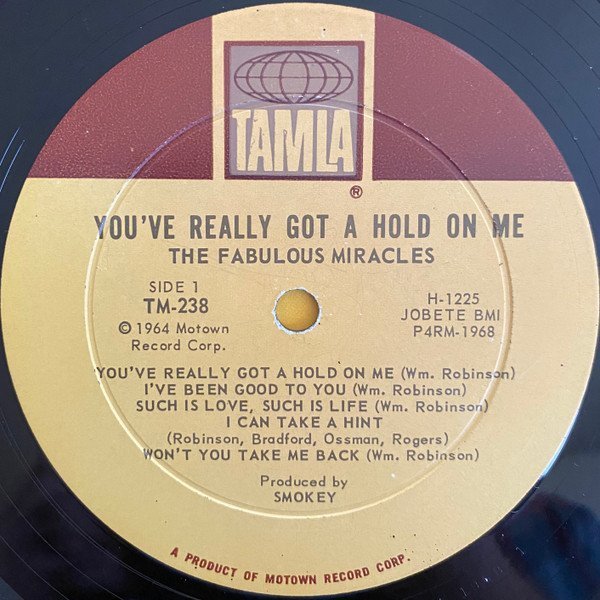 TAMLA
®
YOU'VE REALLY GOT A HOLD ON ME
THE FABULOUS MIRACLES
SIDE 1
TM-238
© 1964 Motown
Record Corp.
H-1225
JOBETE BMI
P4RM-1968
YOU'VE REALLY GOT A HOLD ON ME (Wm. Robinson)
I'VE BEEN GOOD TO YOU (Wm. Robinson)
SUCH IS LOVE, SUCH IS LIFE (Wm. Robinson)
I CAN TAKE A HINT
(Robinson, Bradford, Ossman, Rogers)
WON'T YOU TAKE ME BACK (Wm. Robinson)
Produced by
SMOKEY
A PRODUCT OF MOTOWN RECORD CORP.